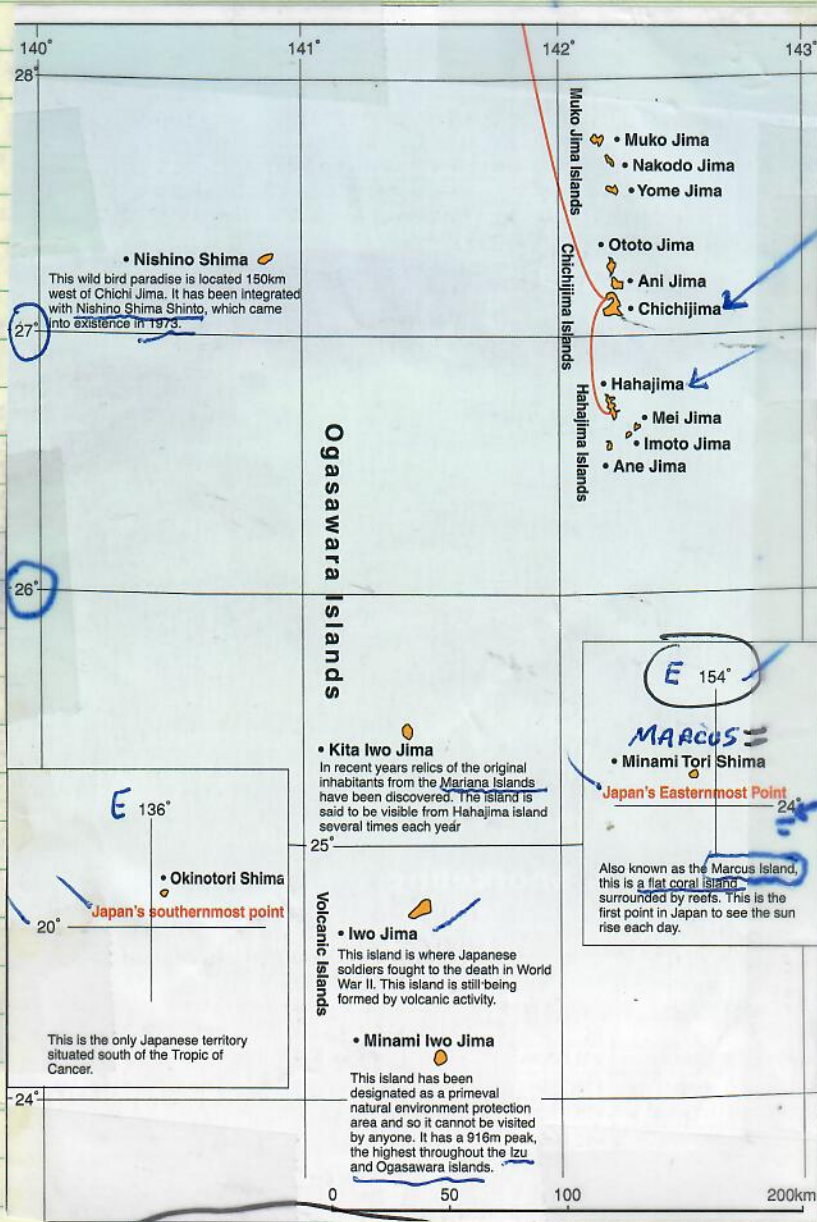 140°
141°
142°
143°
28°
Muko Jima Islands
• Muko Jima
• Nakodo Jima
• Yome Jima
• Nishino Shima
This wild bird paradise is located 150km
west of Chichi Jima. It has been integrated
with Nishino Shima Shinto, which came
into existence in 1973.
Chichijima Islands
• Ototo Jima
• Ani Jima
• Chichijima
27°
Hahajima Islands
• Hahajima
• Mei Jima
• Imoto Jima
• Ane Jima
Ogasawara Islands
26°
• Kita Iwo Jima
In recent years relics of the original
inhabitants from the Mariana Islands
have been discovered. The island is
said to be visible from Hahajima island
several times each year
E 154°
MARCUS =
• Minami Tori Shima
Japan's Easternmost Point
24°
Also known as the Marcus Island,
this is a flat coral island
surrounded by reefs. This is the
first point in Japan to see the sun
rise each day.
E 136°
• Okinotori Shima
Japan's southernmost point
20°
This is the only Japanese territory
situated south of the Tropic of
Cancer.
25°
Volcanic Islands
• Iwo Jima
This island is where Japanese
soldiers fought to the death in World
War II. This island is still being
formed by volcanic activity.
• Minami Iwo Jima
This island has been
designated as a primeval
natural environment protection
area and so it cannot be visited
by anyone. It has a 916m peak,
the highest throughout the Izu
and Ogasawara islands.
24°
0 50 100 200km